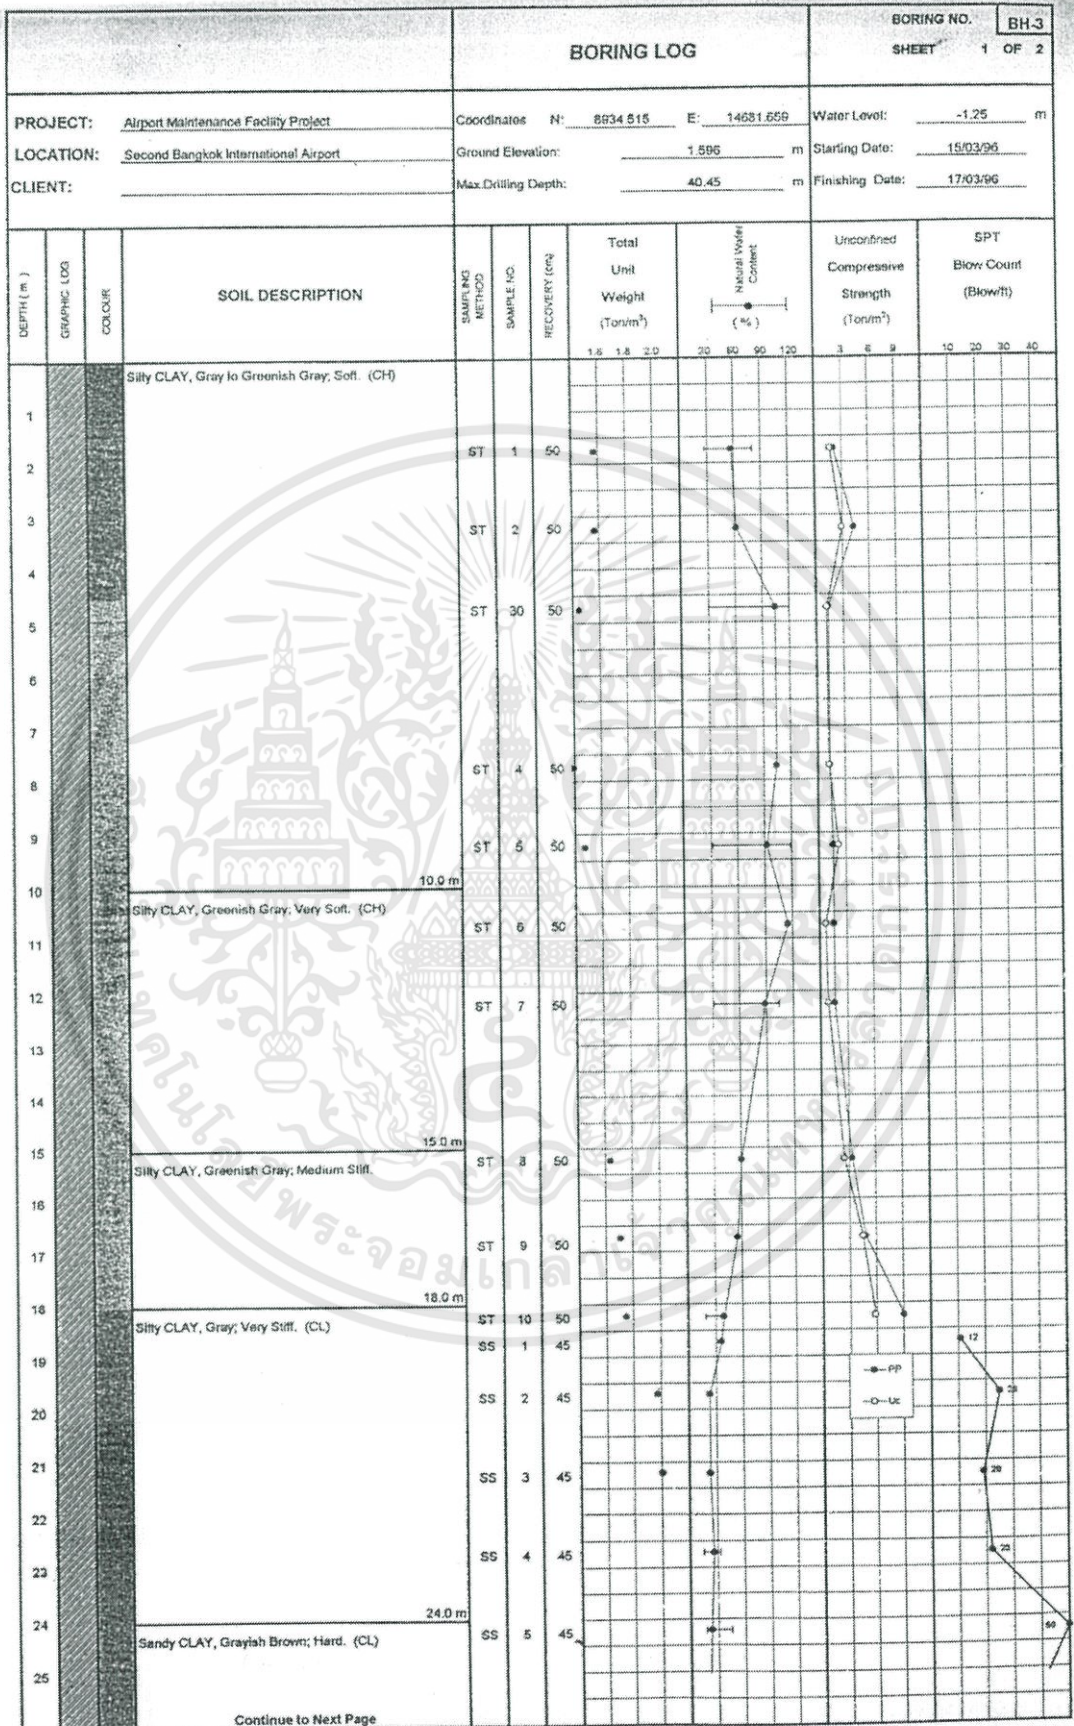 BORING LOG
BORING NO. BH-3
SHEET 1 OF 2
PROJECT: Airport Maintenance Facility Project
LOCATION: Second Bangkok International Airport
CLIENT:
Coordinates N: 8934.515 E: 14681.659
Ground Elevation: 1.596 m
Max.Drilling Depth: 40.45 m
Water Level: -1.25 m
Starting Date: 15/03/96
Finishing Date: 17/03/96
DEPTH ( m )
GRAPHIC LOG
COLOUR
SOIL DESCRIPTION
SAMPLING METHOD
SAMPLE NO.
RECOVERY (cm)
Total Unit Weight (Ton/m³)
1.6 1.8 2.0
Natural Water Content
( % )
20 60 90 120
Unconfined Compressive Strength (Ton/m²)
3 6 9
SPT Blow Count (Blow/ft)
10 20 30 40
Silty CLAY, Gray to Greenish Gray; Soft. (CH)
1
ST 1 50
2
3
ST 2 50
4
ST 30 50
5
6
7
ST 4 50
8
9
ST 5 50
10.0 m
10
Silty CLAY, Greenish Gray; Very Soft. (CH)
ST 6 50
11
12
ST 7 50
13
14
15.0 m
15
Silty CLAY, Greenish Gray; Medium Stiff.
ST 8 50
16
ST 9 50
17
18.0 m
18
Silty CLAY, Gray; Very Stiff. (CL)
ST 10 50
SS 1 45
12
19
PP
Uc
SS 2 45
20
21
SS 3 45
20
22
SS 4 45
23
24.0 m
24
Sandy CLAY, Grayish Brown; Hard. (CL)
SS 5 45
25
Continue to Next Page